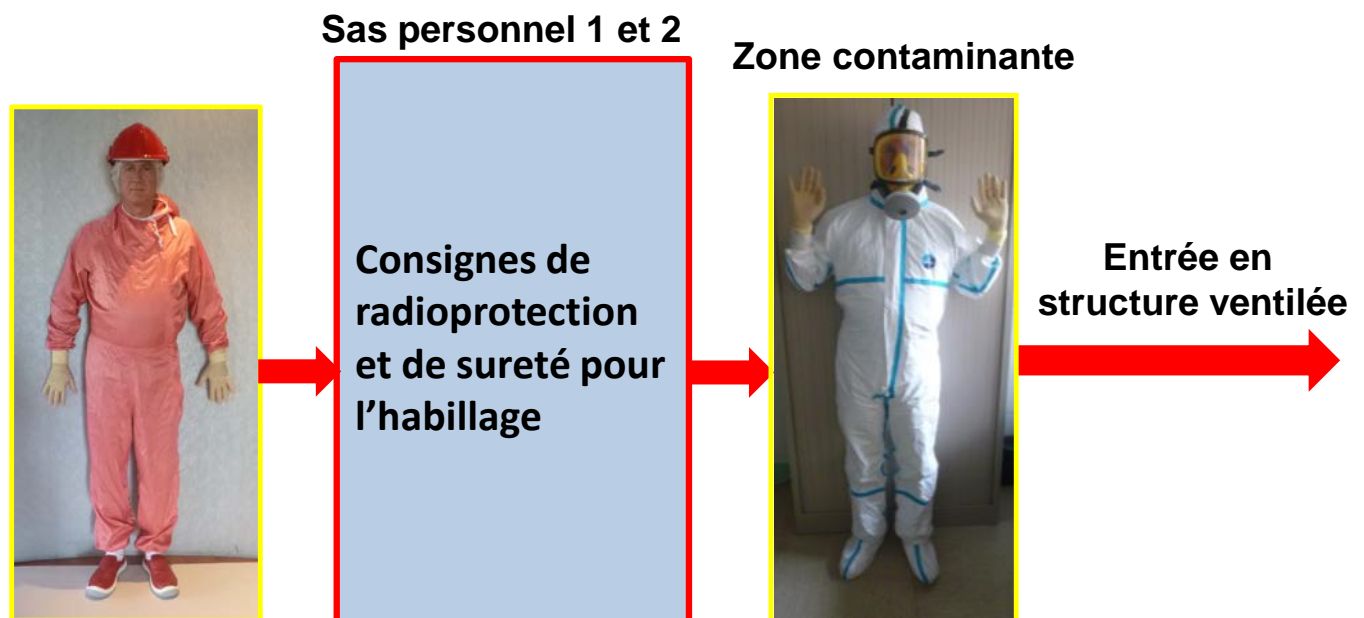 Sas personnel 1 et 2
Zone contaminante
Consignes de
radioprotection
et de sureté pour
l’habillage
Entrée en
structure ventilée